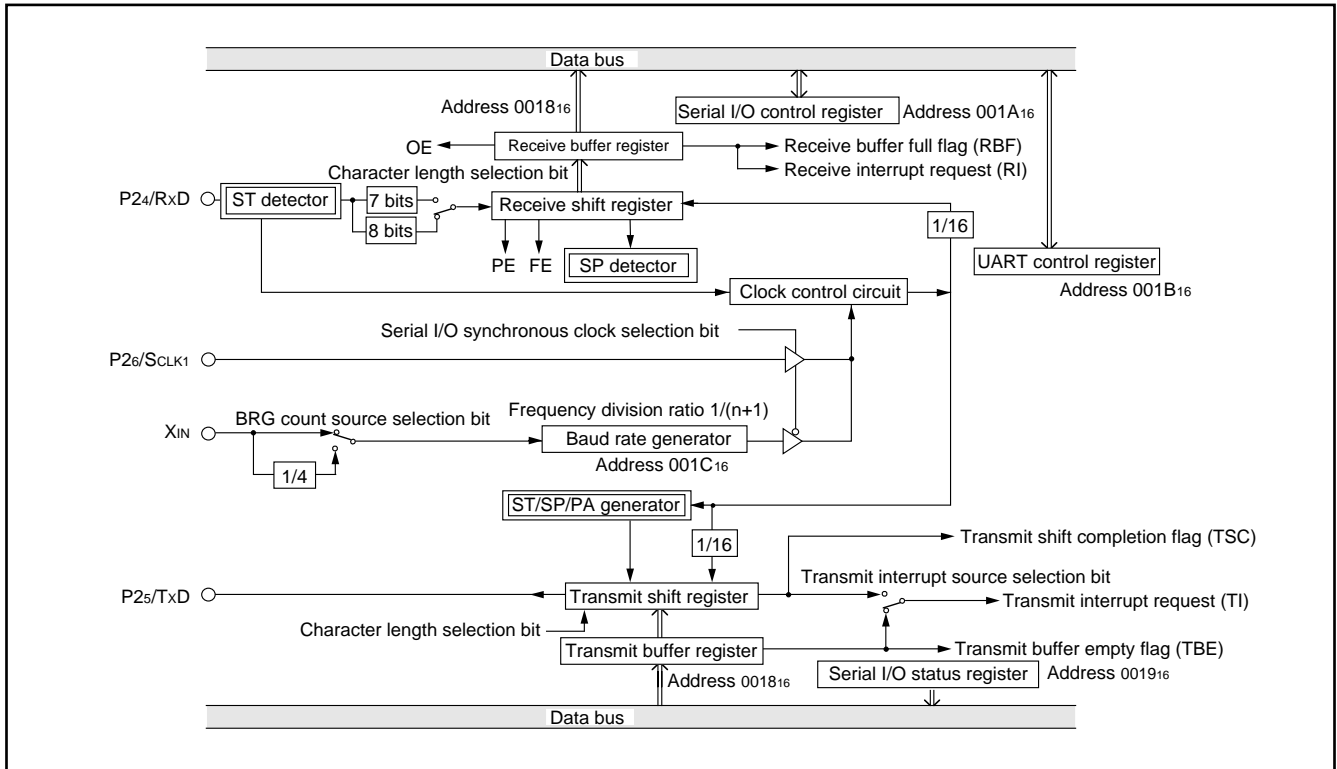 Data bus
Address 0018₁₆
Serial I/O control register
Address 001A₁₆
OE
Receive buffer register
Receive buffer full flag (RBF)
Receive interrupt request (RI)
Character length selection bit
P2₄/RxD
ST detector
7 bits
8 bits
Receive shift register
1/16
PE
FE
SP detector
UART control register
Address 001B₁₆
Clock control circuit
Serial I/O synchronous clock selection bit
P2₆/SCLK1
BRG count source selection bit
Frequency division ratio 1/(n+1)
XIN
Baud rate generator
Address 001C₁₆
1/4
ST/SP/PA generator
1/16
Transmit shift completion flag (TSC)
Transmit interrupt source selection bit
P2₅/TxD
Transmit shift register
Transmit interrupt request (TI)
Character length selection bit
Transmit buffer register
Transmit buffer empty flag (TBE)
Address 0018₁₆
Serial I/O status register
Address 0019₁₆
Data bus